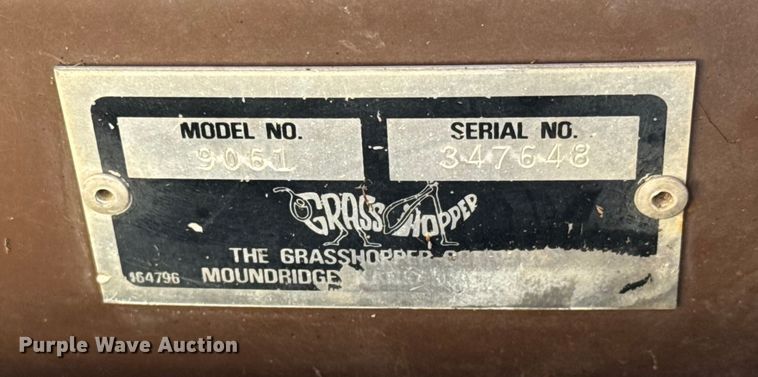 MODEL NO. SERIAL NO.
9061 347648
GRASSHOPPER
THE GRASSHOPPER
164796 MOUNDRIDGE
Purple Wave Auction